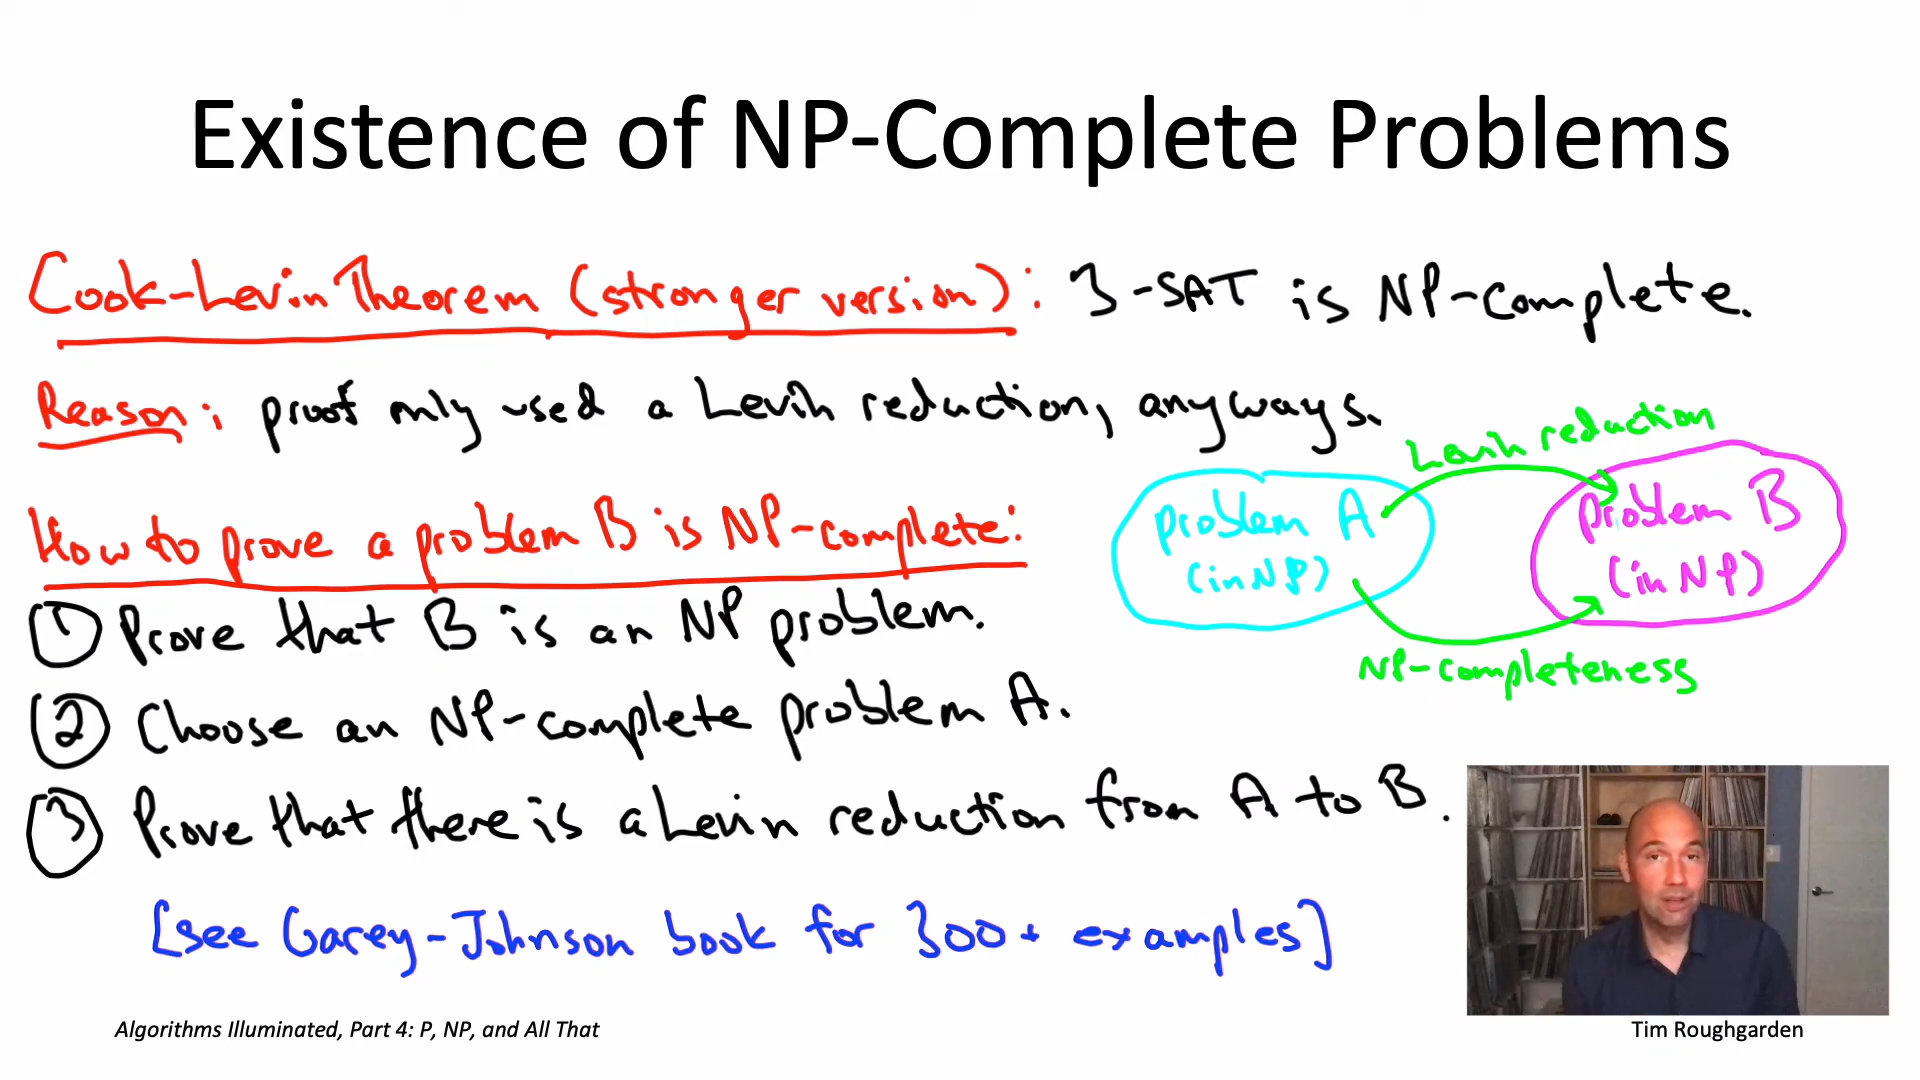 Existence of NP-Complete Problems
Cook-Levin Theorem (stronger version): 3-SAT is NP-complete.
Reason: proof only used a Levin reduction, anyways.
Levin reduction
problem A
(in NP)
problem B
(in NP)
NP-completeness
How to prove a problem B is NP-complete:
① Prove that B is an NP problem.
② Choose an NP-complete problem A.
③ Prove that there is a Levin reduction from A to B.
[see Garey-Johnson book for 300+ examples]
Algorithms Illuminated, Part 4: P, NP, and All That
Tim Roughgarden